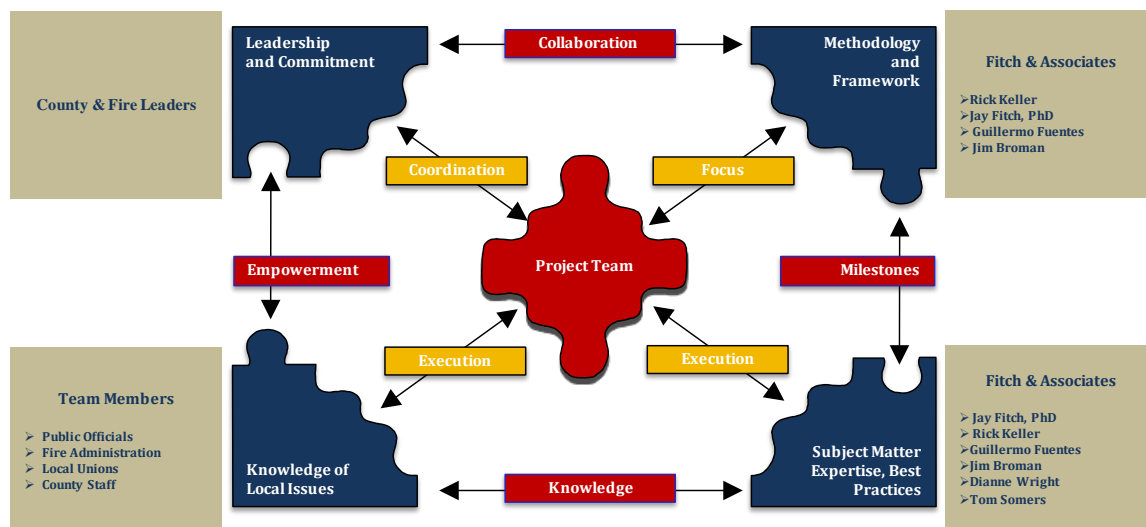 Leadership
and Commitment
Collaboration
Methodology
and
Framework
County & Fire Leaders
Fitch & Associates
➢Rick Keller
➢Jay Fitch, PhD
➢ Guillermo Fuentes
➢Jim Broman
Coordination
Focus
Empowerment
Project Team
Milestones
Execution
Execution
Team Members
➢ Public Officials
➢ Fire Administration
➢ Local Unions
➢ County Staff
Knowledge of
Local Issues
Knowledge
Subject Matter
Expertise, Best
Practices
Fitch & Associates
➢ Jay Fitch, PhD
➢ Rick Keller
➢Guillermo Fuentes
➢Jim Broman
➢Dianne Wright
➢Tom Somers